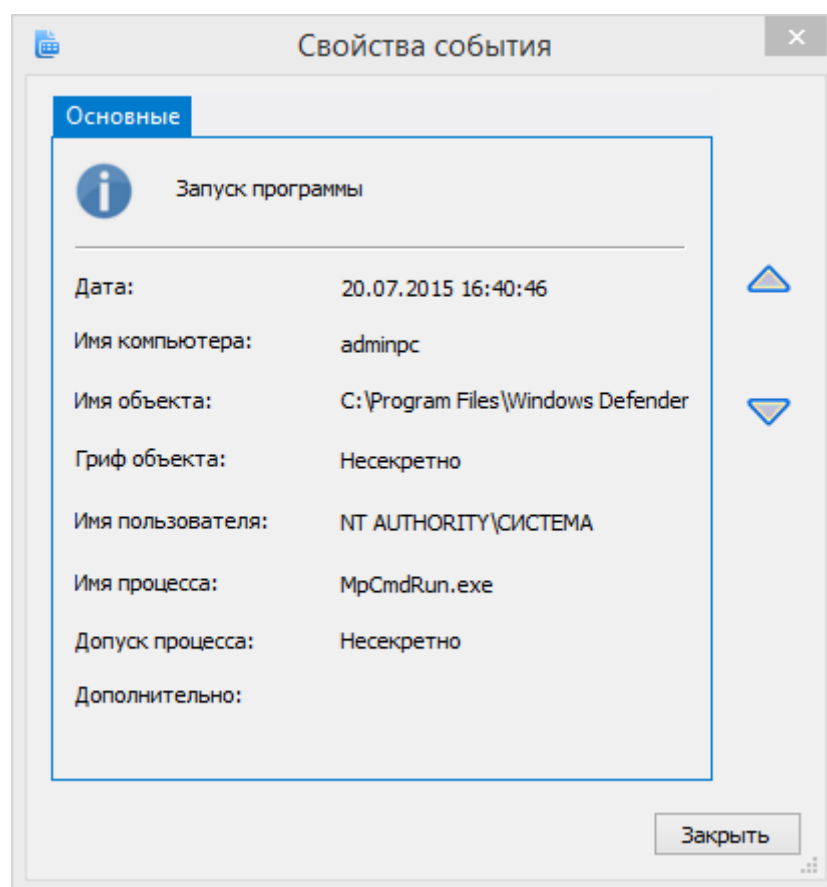 Свойства события
Основные
Запуск программы
Дата: 20.07.2015 16:40:46
Имя компьютера: adminpc
Имя объекта: C:\Program Files\Windows Defender
Гриф объекта: Несекретно
Имя пользователя: NT AUTHORITY\СИСТЕМА
Имя процесса: MpCmdRun.exe
Допуск процесса: Несекретно
Дополнительно:
Закрыть